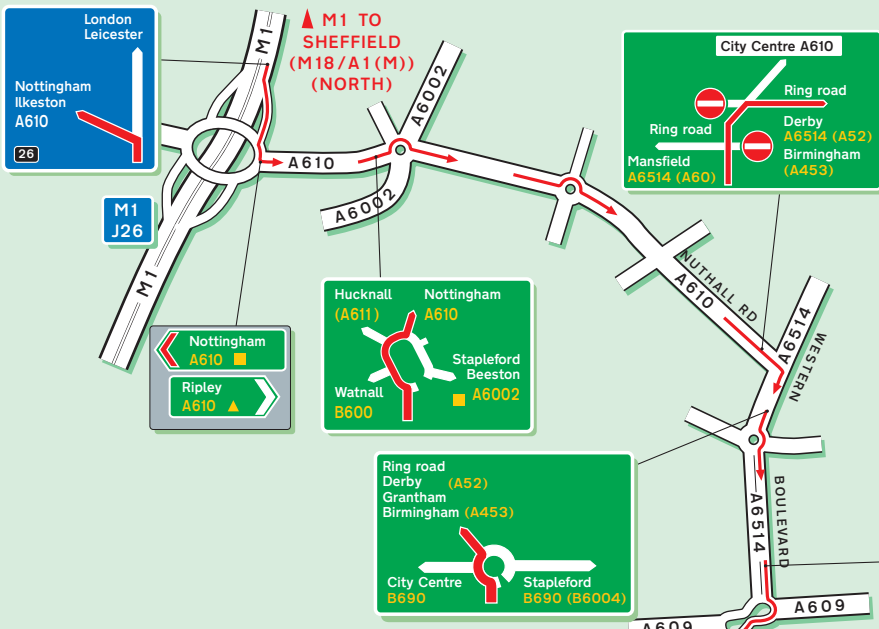 London
Leicester
Nottingham
Ilkeston
A610
26
M1
M1 TO
SHEFFIELD
(M18/A1(M))
(NORTH)
A6002
A610
A6002
M1
J26
M1
City Centre A610
Ring road
Ring road
Derby
A6514 (A52)
Birmingham
(A453)
Mansfield
A6514 (A60)
NUTHALL RD
A610
A6514
WESTERN
Nottingham
A610
Ripley
A610
Hucknall
(A611)
Nottingham
A610
Stapleford
Beeston
A6002
Watnall
B600
Ring road
Derby (A52)
Grantham
Birmingham (A453)
City Centre
B690
Stapleford
B690 (B6004)
BOULEVARD
A6514
A609
A609